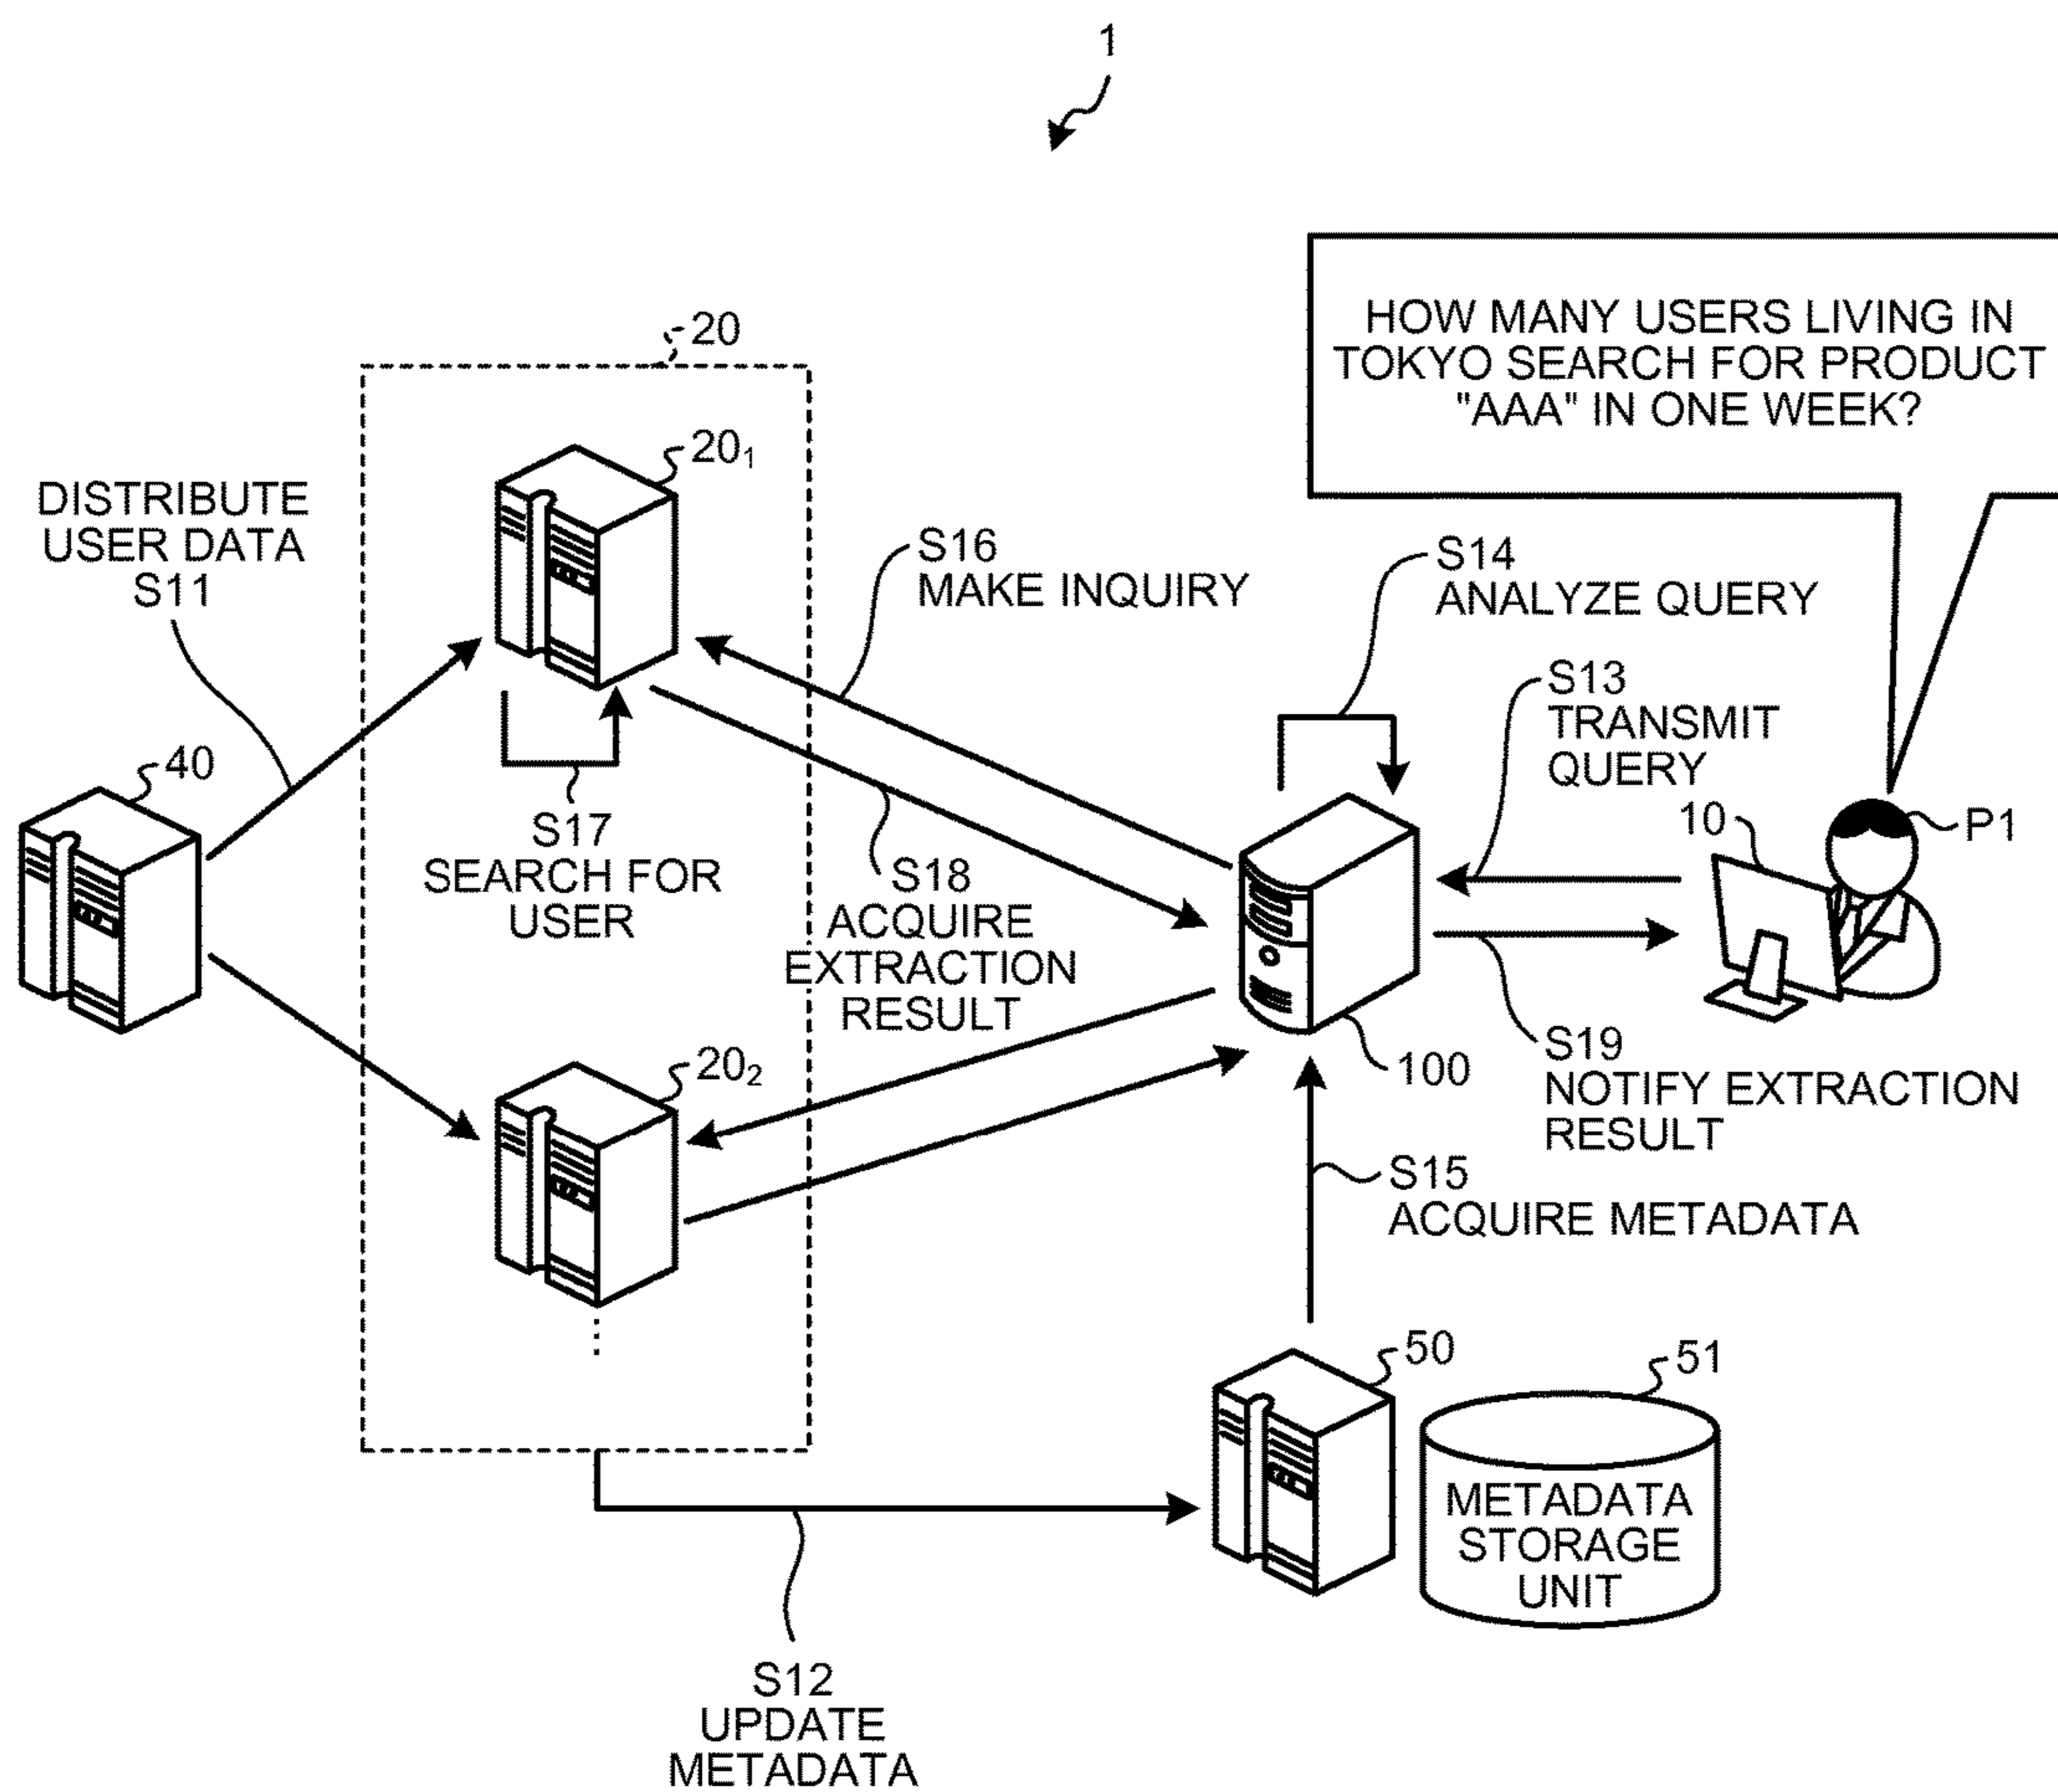 1
HOW MANY USERS LIVING IN
TOKYO SEARCH FOR PRODUCT
"AAA" IN ONE WEEK?
20
20₁
DISTRIBUTE
USER DATA
S11
S16
MAKE INQUIRY
S14
ANALYZE QUERY
S13
TRANSMIT
QUERY
40
10
P1
S17
SEARCH FOR
USER
S18
ACQUIRE
EXTRACTION
RESULT
20₂
100
S19
NOTIFY EXTRACTION
RESULT
S15
ACQUIRE METADATA
50
51
METADATA
STORAGE
UNIT
S12
UPDATE
METADATA